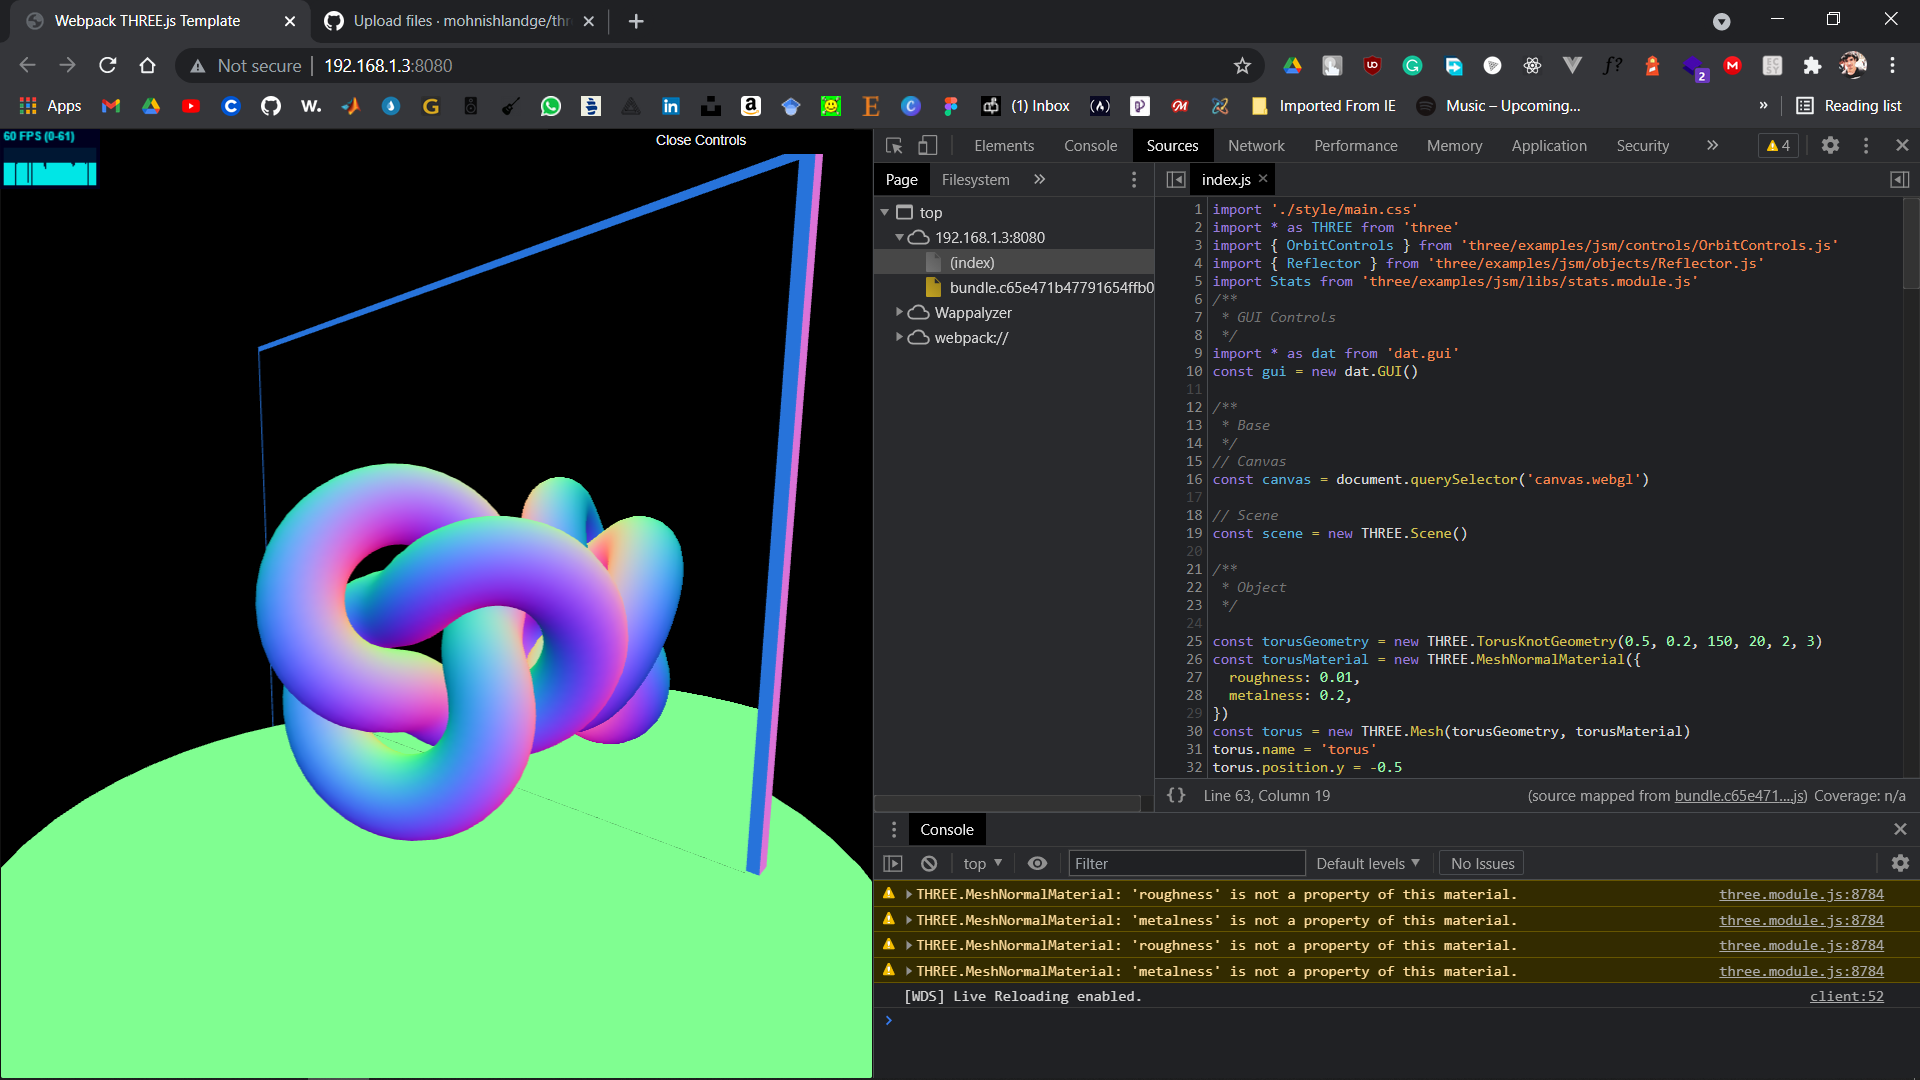 Webpack THREE.js Template
Upload files · mohnishlandge/thr
Not secure
192.168.1.3:8080
2
Apps
(1) Inbox
Imported From IE
Music – Upcoming...
»
Reading list
60 FPS (0-61)
Close Controls
Elements
Console
Sources
Network
Performance
Memory
Application
Security
»
4
Page
Filesystem
»
index.js
top
192.168.1.3:8080
(index)
bundle.c65e471b47791654ffb0
Wappalyzer
webpack://
1 import './style/main.css'
2 import * as THREE from 'three'
3 import { OrbitControls } from 'three/examples/jsm/controls/OrbitControls.js'
4 import { Reflector } from 'three/examples/jsm/objects/Reflector.js'
5 import Stats from 'three/examples/jsm/libs/stats.module.js'
6 /**
7 * GUI Controls
8 */
9 import * as dat from 'dat.gui'
10 const gui = new dat.GUI()
11
12 /**
13 * Base
14 */
15 // Canvas
16 const canvas = document.querySelector('canvas.webgl')
17
18 // Scene
19 const scene = new THREE.Scene()
20
21 /**
22 * Object
23 */
24
25 const torusGeometry = new THREE.TorusKnotGeometry(0.5, 0.2, 150, 20, 2, 3)
26 const torusMaterial = new THREE.MeshNormalMaterial({
27 roughness: 0.01,
28 metalness: 0.2,
29 })
30 const torus = new THREE.Mesh(torusGeometry, torusMaterial)
31 torus.name = 'torus'
32 torus.position.y = -0.5
{} Line 63, Column 19
(source mapped from bundle.c65e471....js) Coverage: n/a
Console
top
Filter
Default levels
No Issues
THREE.MeshNormalMaterial: 'roughness' is not a property of this material. three.module.js:8784
THREE.MeshNormalMaterial: 'metalness' is not a property of this material. three.module.js:8784
THREE.MeshNormalMaterial: 'roughness' is not a property of this material. three.module.js:8784
THREE.MeshNormalMaterial: 'metalness' is not a property of this material. three.module.js:8784
[WDS] Live Reloading enabled. client:52